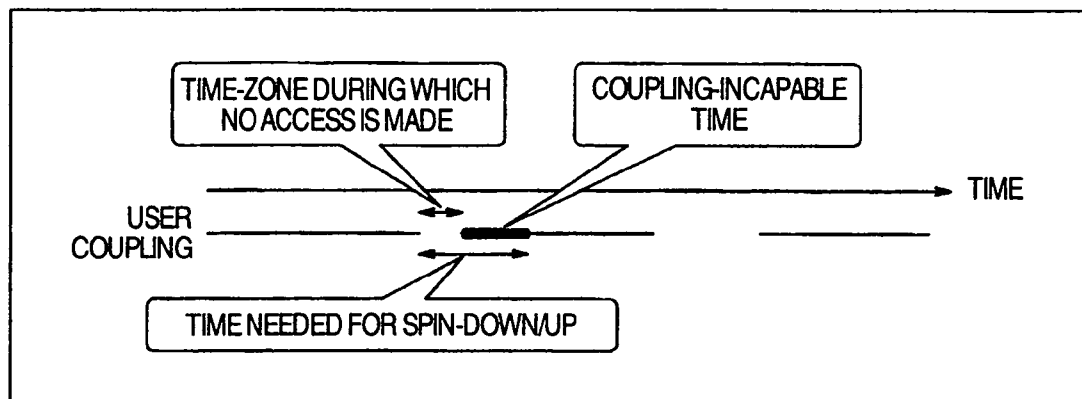 TIME-ZONE DURING WHICH
NO ACCESS IS MADE
COUPLING-INCAPABLE
TIME
TIME
USER
COUPLING
TIME NEEDED FOR SPIN-DOWN/UP